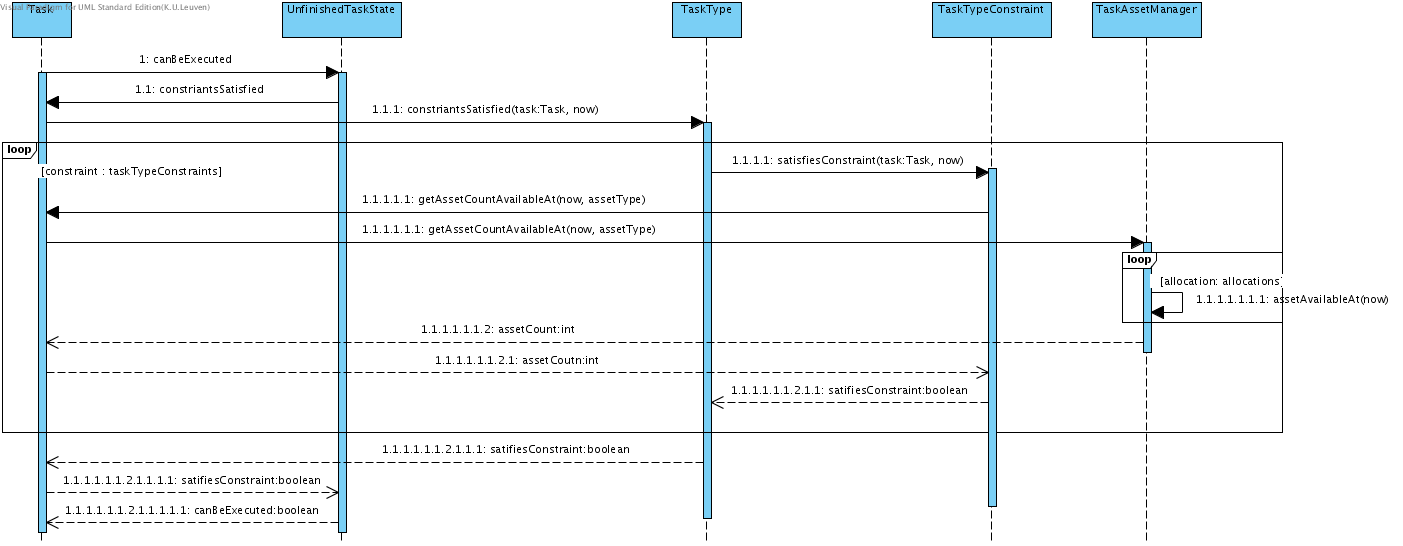 Visual Paradigm for UML Standard Edition(K.U.Leuven)
Task
UnfinishedTaskState
TaskType
TaskTypeConstraint
TaskAssetManager
1: canBeExecuted
1.1: constriantsSatisfied
1.1.1: constriantsSatisfied(task:Task, now)
loop
[constraint : taskTypeConstraints]
1.1.1.1: satisfiesConstraint(task:Task, now)
1.1.1.1.1: getAssetCountAvailableAt(now, assetType)
1.1.1.1.1.1: getAssetCountAvailableAt(now, assetType)
loop
[allocation: allocations]
1.1.1.1.1.1.1: assetAvailableAt(now)
1.1.1.1.1.1.2: assetCount:int
1.1.1.1.1.1.2.1: assetCoutn:int
1.1.1.1.1.1.2.1.1: satifiesConstraint:boolean
1.1.1.1.1.1.2.1.1.1: satifiesConstraint:boolean
1.1.1.1.1.1.2.1.1.1.1: satifiesConstraint:boolean
1.1.1.1.1.1.2.1.1.1.1.1: canBeExecuted:boolean